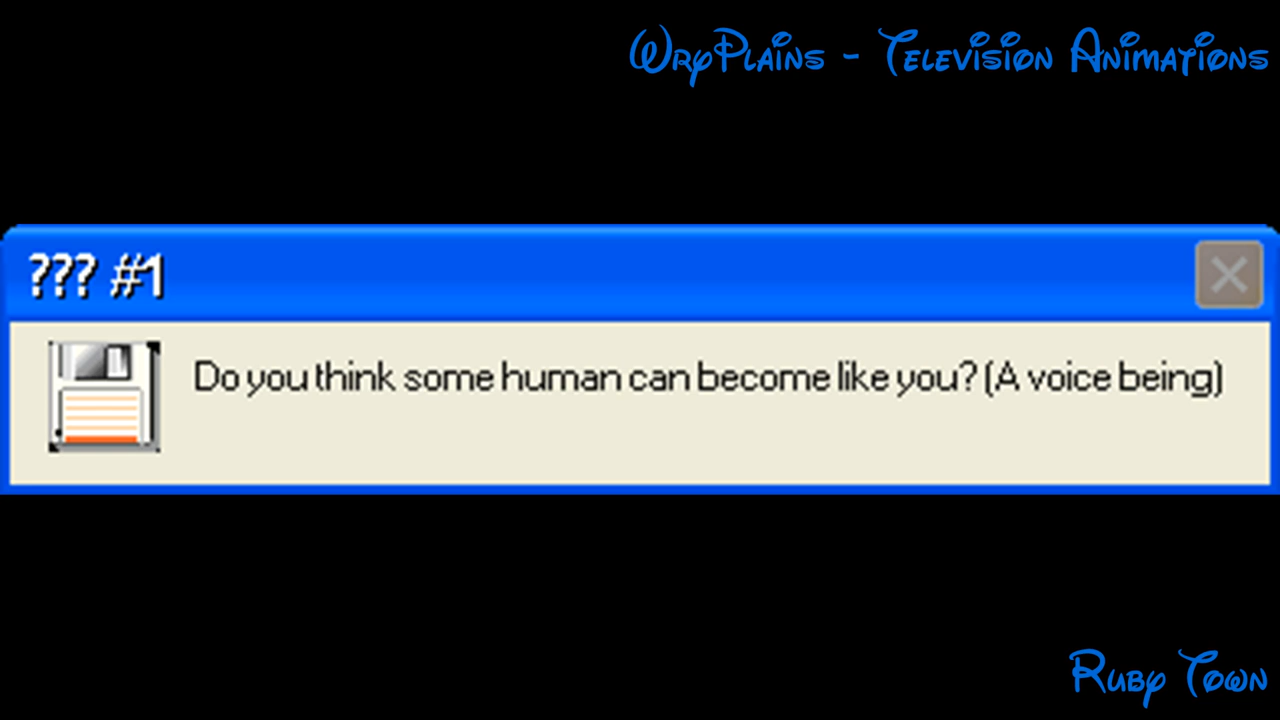 WryPlains - Television Animations
??? #1
Do you think some human can become like you? (A voice being)
Ruby Town